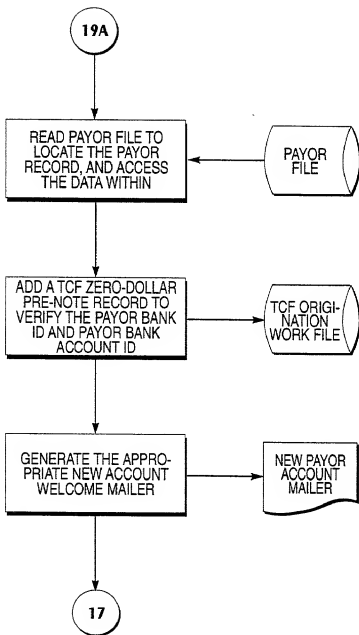 19A
READ PAYOR FILE TO
LOCATE THE PAYOR
RECORD, AND ACCESS
THE DATA WITHIN
PAYOR
FILE
ADD A TCF ZERO-DOLLAR
PRE-NOTE RECORD TO
VERIFY THE PAYOR BANK
ID AND PAYOR BANK
ACCOUNT ID
TCF ORIGI-
NATION
WORK FILE
GENERATE THE APPRO-
PRIATE NEW ACCOUNT
WELCOME MAILER
NEW PAYOR
ACCOUNT
MAILER
17